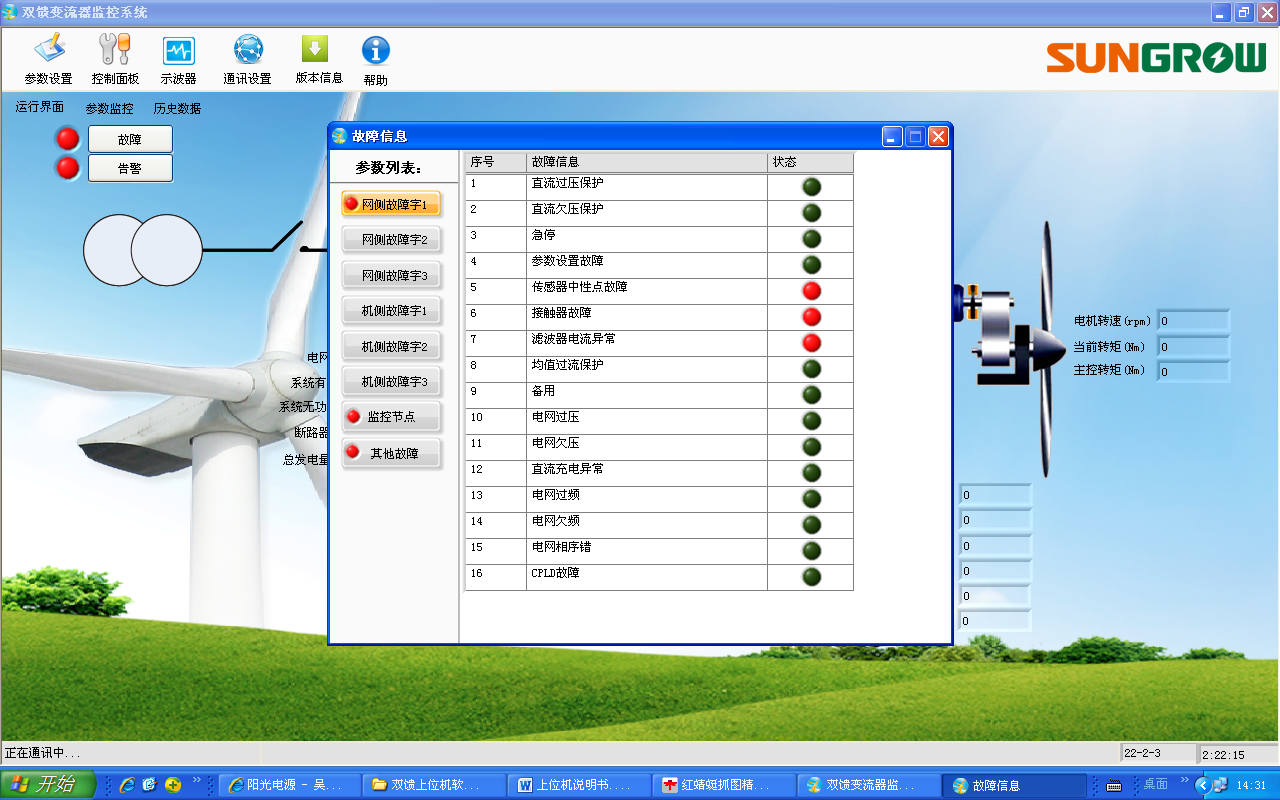 双馈变流器监控系统
参数设置 控制面板 示波器 通讯设置 版本信息 帮助
SUNGROW
运行界面 参数监控 历史数据
故障
告警
故障信息
参数列表:
网侧故障字1
网侧故障字2
网侧故障字3
机侧故障字1
机侧故障字2
机侧故障字3
监控节点
其他故障
序号 故障信息 状态
1 直流过压保护
2 直流欠压保护
3 急停
4 参数设置故障
5 传感器中性点故障
6 接触器故障
7 滤波器电流异常
8 均值过流保护
9 备用
10 电网过压
11 电网欠压
12 直流充电异常
13 电网过频
14 电网欠频
15 电网相序错
16 CPLD故障
电网
系统有
系统无功
断路器
总发电量
电机转速(rpm) 0
当前转矩(Nm) 0
主控转矩(Nm) 0
0
0
0
0
0
0
正在通讯中...
22-2-3 2:22:15
开始 阳光电源 - 吴... 双馈上位机软... 上位机说明书.... 红蜻蜓抓图精... 双馈变流器监... 故障信息 桌面 14:31